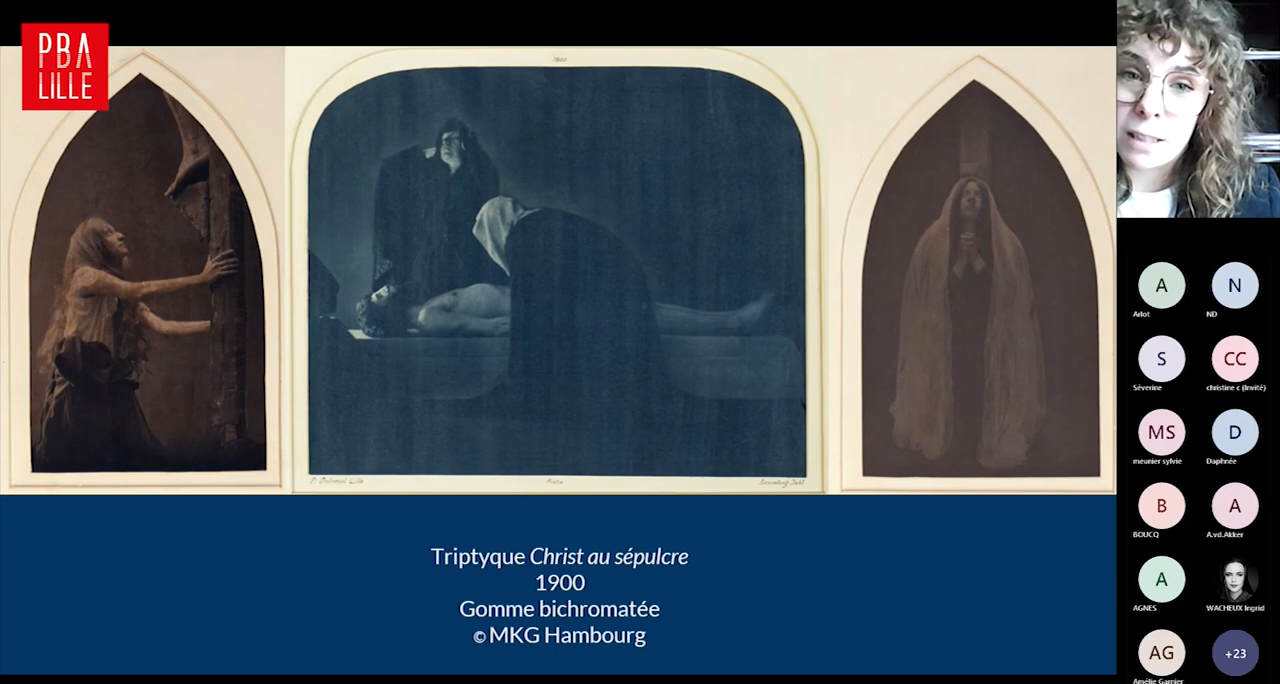 PBA
LILLE
1900
Triptyque Christ au sépulcre
1900
Gomme bichromatée
© MKG Hambourg
A
Arlot
N
ND
S
Séverine
CC
christine c (Invité)
MS
meunier sylvie
D
Daphnée
B
BOUCQ
A
A.vd.Akker
A
AGNES
WACHEUX Ingrid
AG
Amélie Garnier
+23